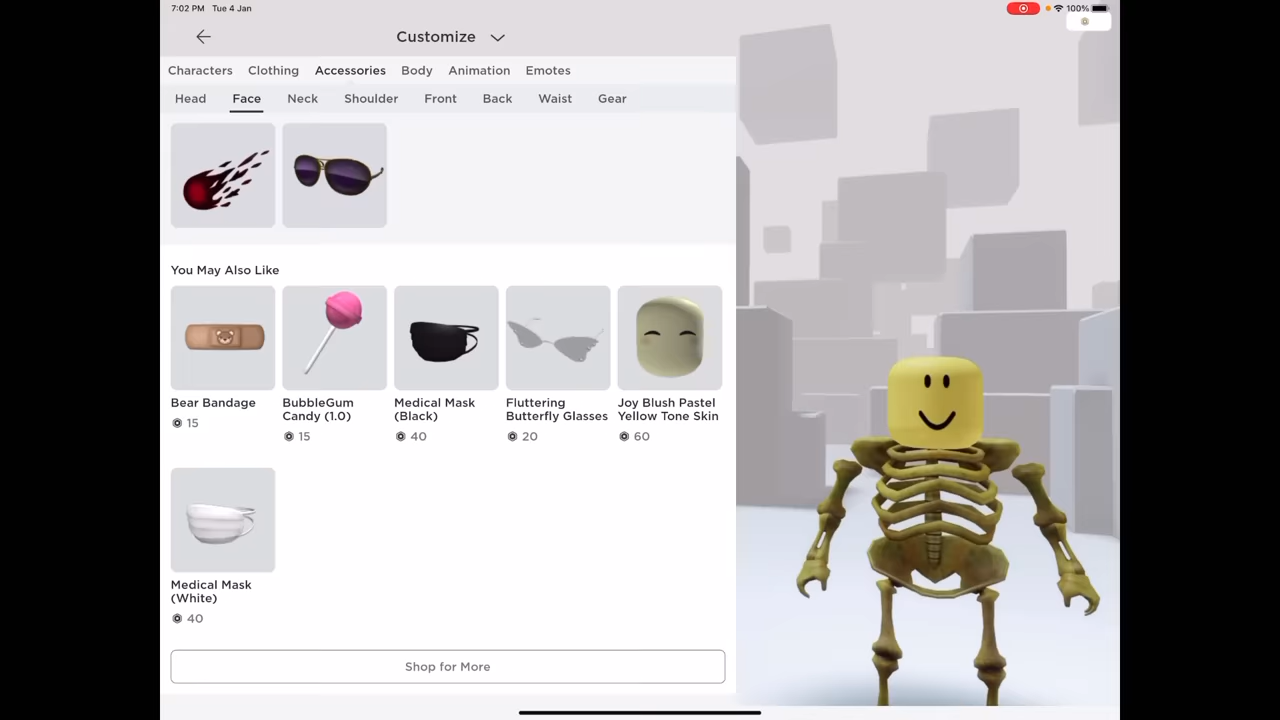 7:02 PM Tue 4 Jan
100%
Customize
Characters Clothing Accessories Body Animation Emotes
Head Face Neck Shoulder Front Back Waist Gear
You May Also Like
Bear Bandage
15
BubbleGum
Candy (1.0)
15
Medical Mask
(Black)
40
Fluttering
Butterfly Glasses
20
Joy Blush Pastel
Yellow Tone Skin
60
Medical Mask
(White)
40
Shop for More